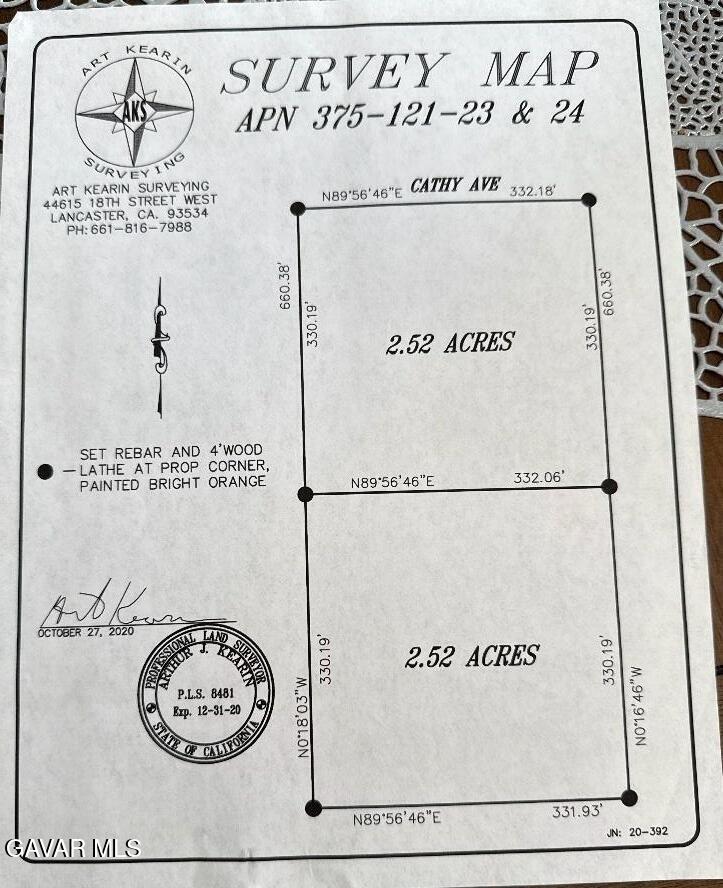 ART KEARIN
AKS
SURVEYING
ART KEARIN SURVEYING
44615 18TH STREET WEST
LANCASTER, CA. 93534
PH: 661-816-7988
SURVEY MAP
APN 375-121-23 & 24
N89°56'46"E CATHY AVE 332.18'
660.38'
330.19'
2.52 ACRES
330.19'
660.38'
SET REBAR AND 4'WOOD
—LATHE AT PROP CORNER,
PAINTED BRIGHT ORANGE
N89°56'46"E 332.06'
Art Kearin
OCTOBER 27, 2020
PROFESSIONAL LAND SURVEYOR
ARTHUR J. KEARIN
P.L.S. 8481
Exp. 12-31-20
STATE OF CALIFORNIA
N0°18'03"W
330.19'
2.52 ACRES
330.19'
N0°16'46"W
N89°56'46"E 331.93'
JN: 20-392
GAVAR MLS